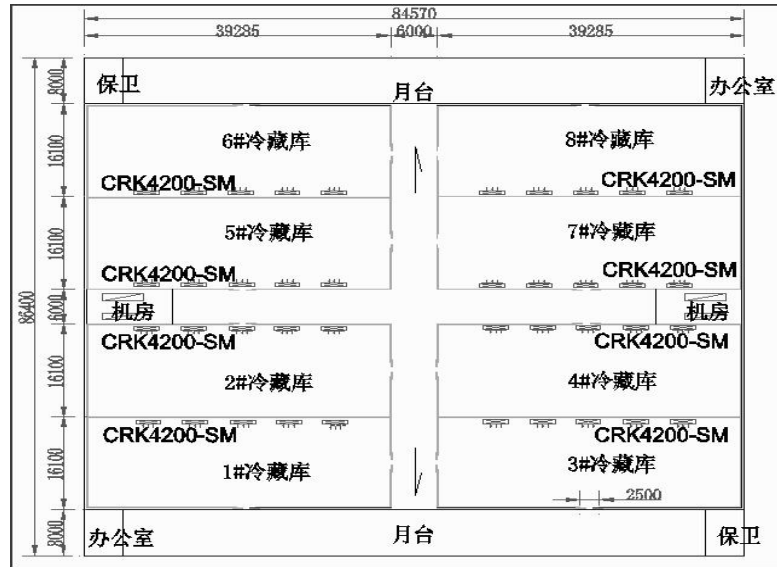 84570
39285
6000
39285
8000
保卫
月台
办公室
16100
6#冷藏库
8#冷藏库
CRK4200-SM
CRK4200-SM
16100
5#冷藏库
7#冷藏库
CRK4200-SM
CRK4200-SM
86400
6000
机房
机房
CRK4200-SM
CRK4200-SM
16100
2#冷藏库
4#冷藏库
CRK4200-SM
CRK4200-SM
16100
1#冷藏库
3#冷藏库
2500
8000
办公室
月台
保卫